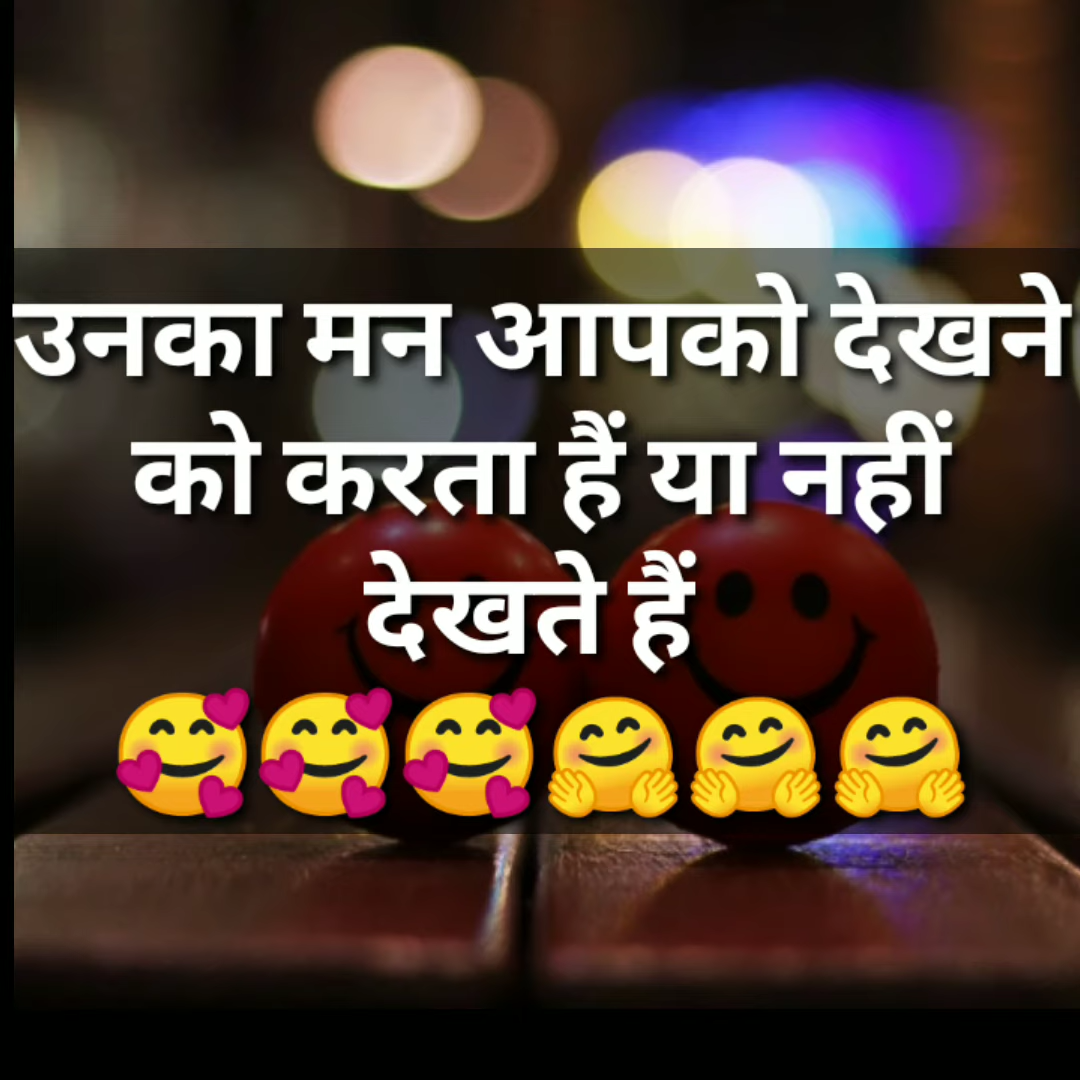 उनका मन आपको देखने
को करता हैं या नहीं
देखते हैं
🥰🥰🥰🤗🤗🤗